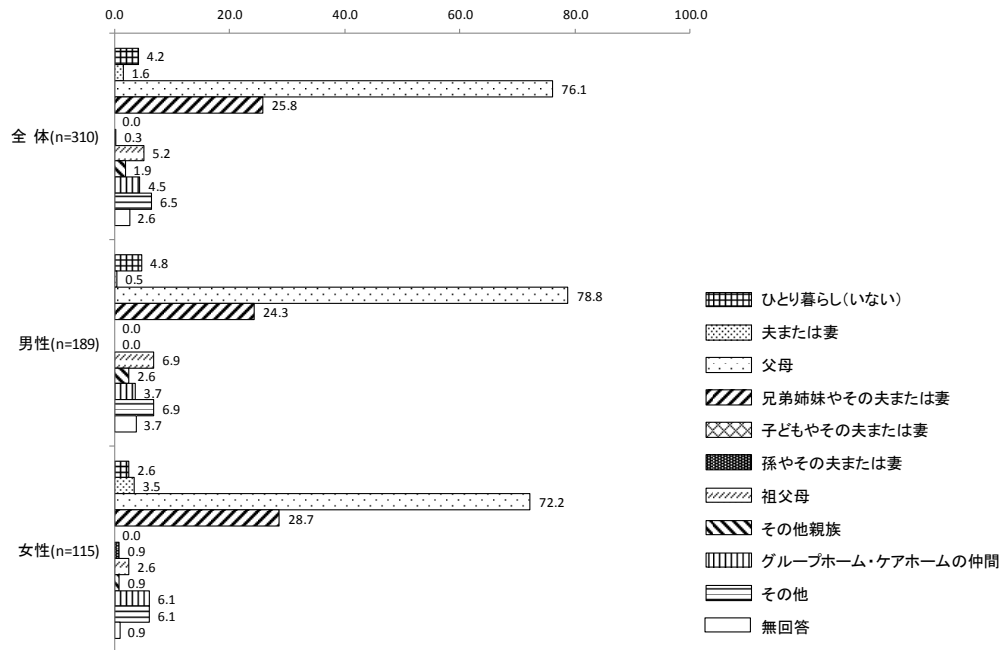 0.0 20.0 40.0 60.0 80.0 100.0
全 体(n=310)
4.2
1.6
76.1
25.8
0.0
0.3
5.2
1.9
4.5
6.5
2.6
男性(n=189)
4.8
0.5
78.8
24.3
0.0
0.0
6.9
2.6
3.7
6.9
3.7
女性(n=115)
2.6
3.5
72.2
28.7
0.0
0.9
2.6
0.9
6.1
6.1
0.9
ひとり暮らし(いない)
夫または妻
父母
兄弟姉妹やその夫または妻
子どもやその夫または妻
孫やその夫または妻
祖父母
その他親族
グループホーム・ケアホームの仲間
その他
無回答